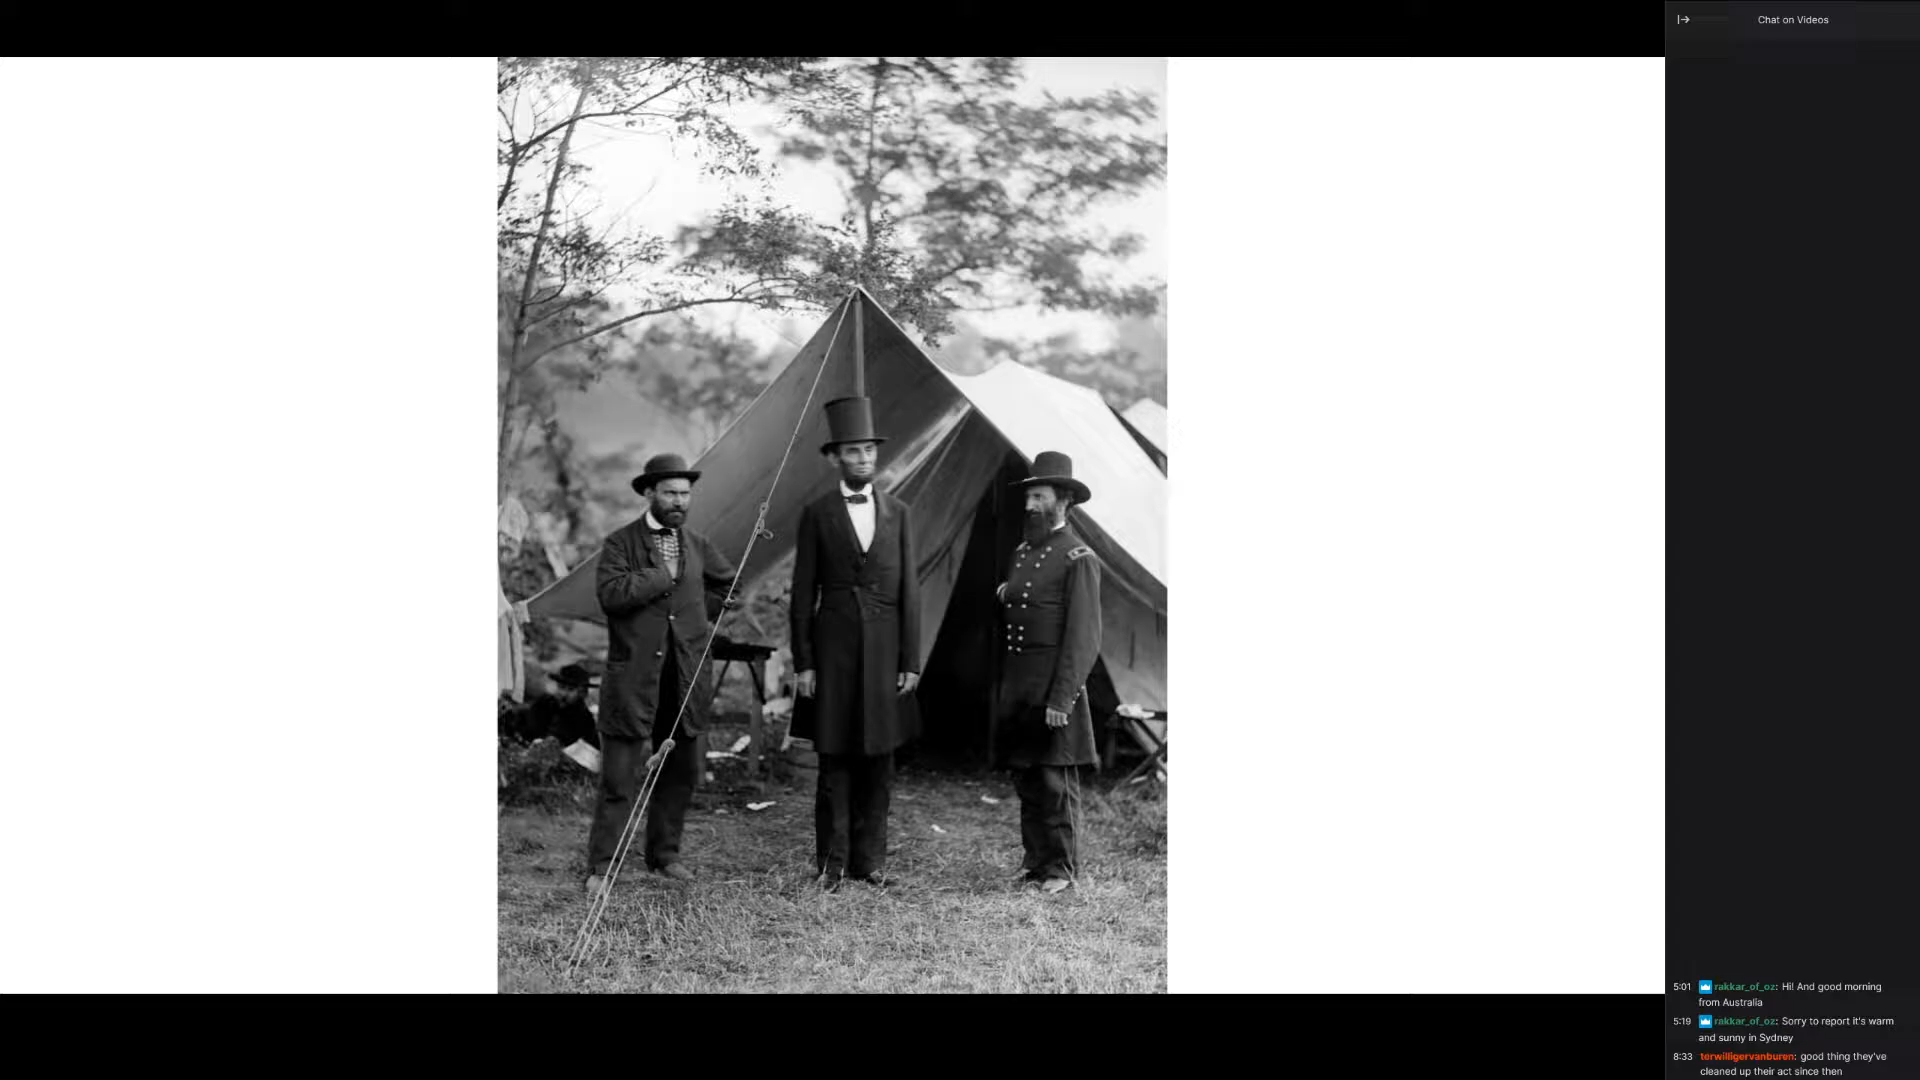 Chat on Videos
5:01 rakkar_of_oz: Hi! And good morning
from Australia
5:19 rakkar_of_oz: Sorry to report it's warm
and sunny in Sydney
8:33 terwilligervanburen: good thing they've
cleaned up their act since then